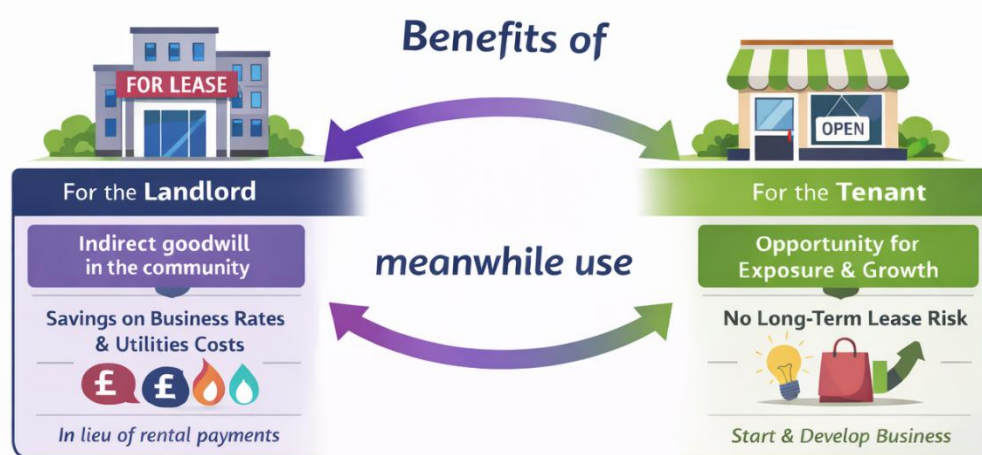 Benefits of
meanwhile use
FOR LEASE
For the Landlord
Indirect goodwill
in the community
Savings on Business Rates
& Utilities Costs
£ £
In lieu of rental payments
OPEN
For the Tenant
Opportunity for
Exposure & Growth
No Long-Term Lease Risk
Start & Develop Business